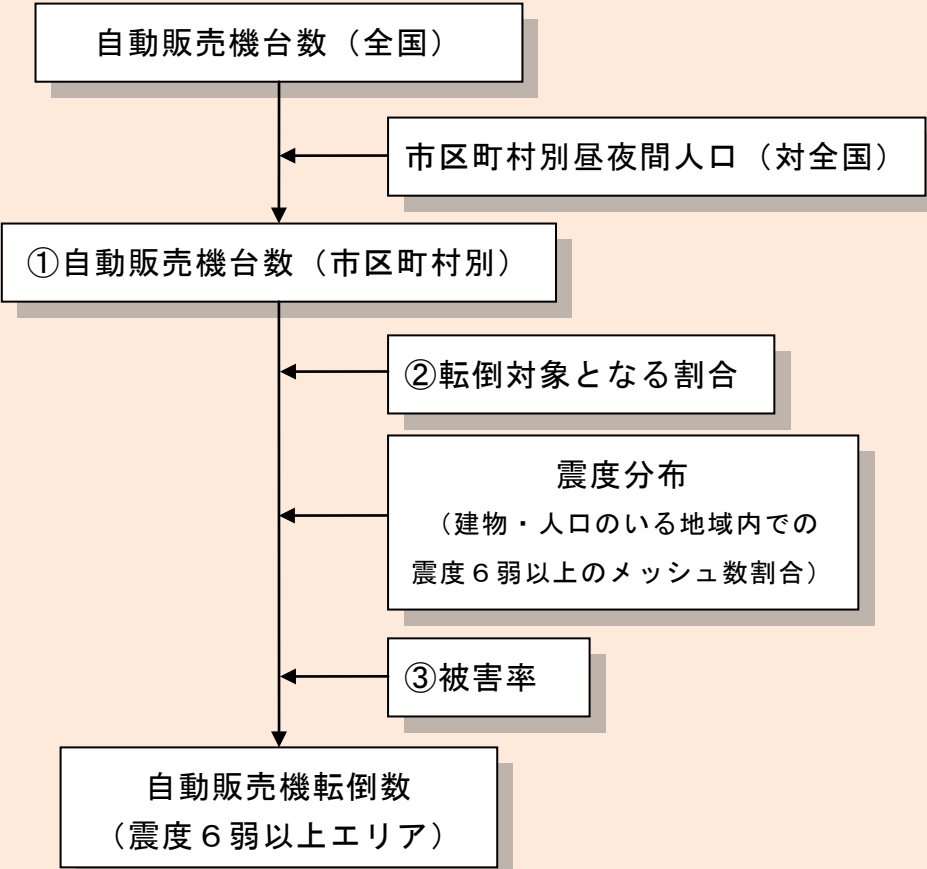 自動販売機台数（全国）
市区町村別昼夜間人口（対全国）
①自動販売機台数（市区町村別）
②転倒対象となる割合
震度分布
（建物・人口のいる地域内での
震度６弱以上のメッシュ数割合）
③被害率
自動販売機転倒数
（震度６弱以上エリア）